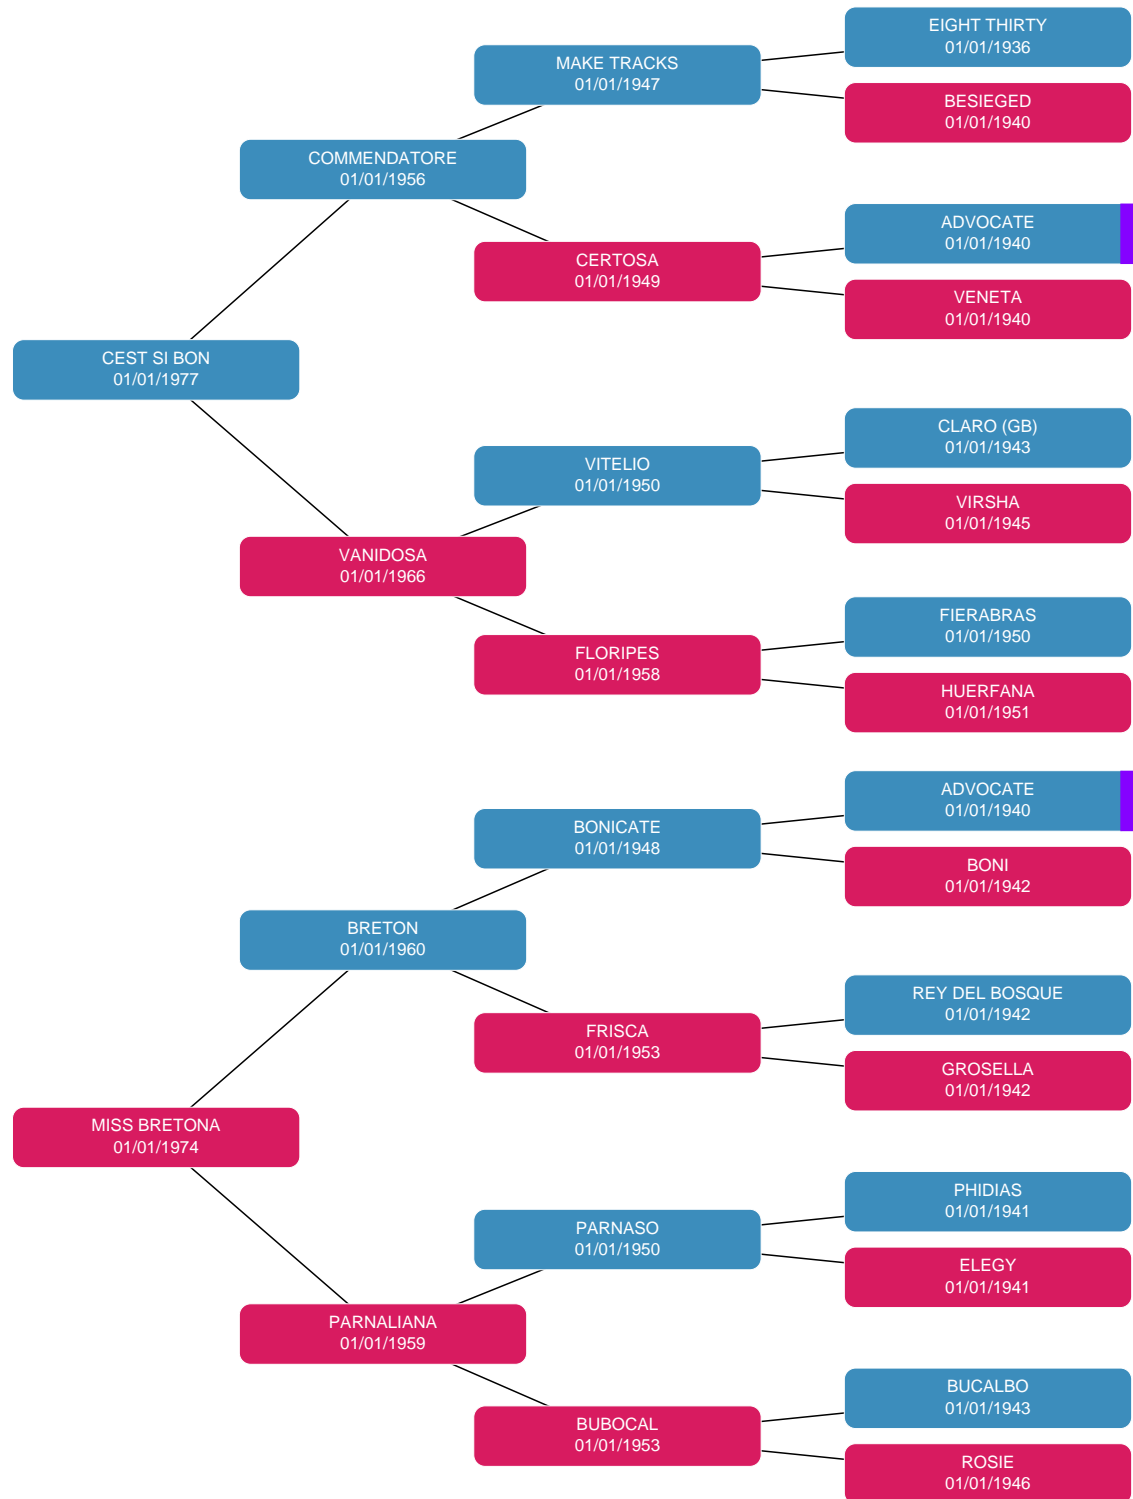 EIGHT THIRTY
01/01/1936
MAKE TRACKS
01/01/1947
BESIEGED
01/01/1940
COMMENDATORE
01/01/1956
ADVOCATE
01/01/1940
CERTOSA
01/01/1949
VENETA
01/01/1940
CEST SI BON
01/01/1977
CLARO (GB)
01/01/1943
VITELIO
01/01/1950
VIRSHA
01/01/1945
VANIDOSA
01/01/1966
FIERABRAS
01/01/1950
FLORIPES
01/01/1958
HUERFANA
01/01/1951
ADVOCATE
01/01/1940
BONICATE
01/01/1948
BONI
01/01/1942
BRETON
01/01/1960
REY DEL BOSQUE
01/01/1942
FRISCA
01/01/1953
GROSELLA
01/01/1942
MISS BRETONA
01/01/1974
PHIDIAS
01/01/1941
PARNASO
01/01/1950
ELEGY
01/01/1941
PARNALIANA
01/01/1959
BUCALBO
01/01/1943
BUBOCAL
01/01/1953
ROSIE
01/01/1946